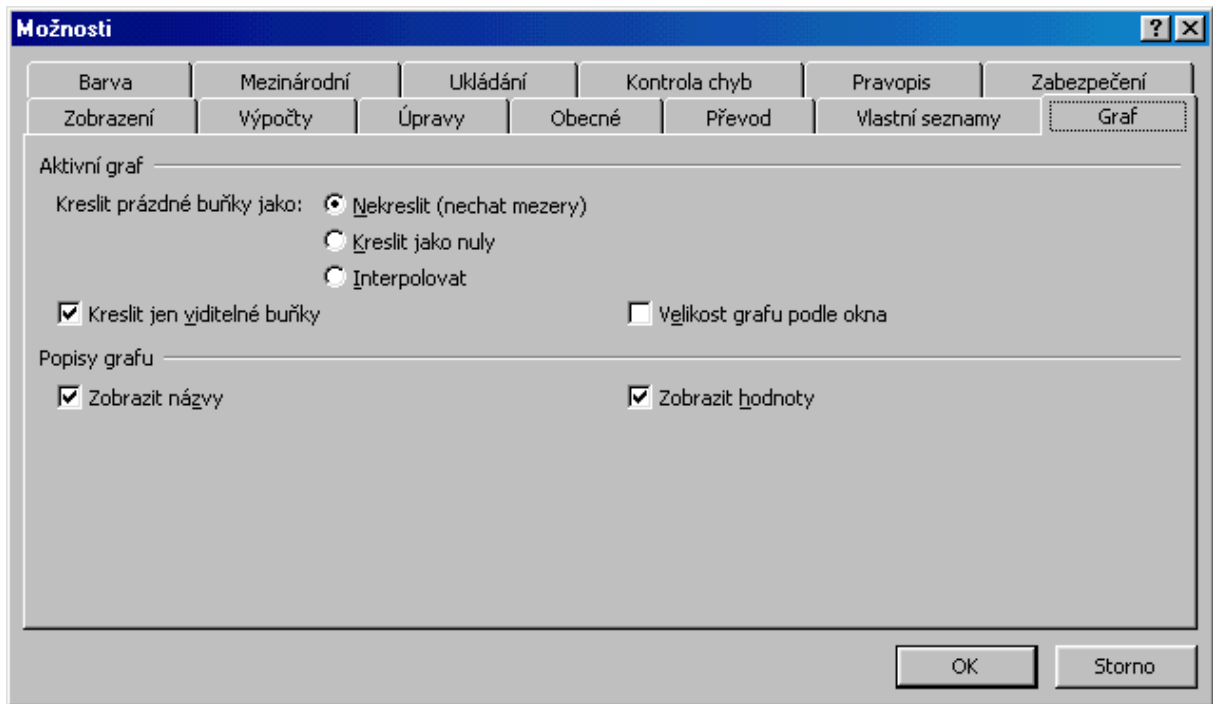 Možnosti
Barva Mezinárodní Ukládání Kontrola chyb Pravopis Zabezpečení
Zobrazení Výpočty Úpravy Obecné Převod Vlastní seznamy Graf
Aktivní graf
Kreslit prázdné buňky jako: Nekreslit (nechat mezery)
Kreslit jako nuly
Interpolovat
Kreslit jen viditelné buňky Velikost grafu podle okna
Popisy grafu
Zobrazit názvy Zobrazit hodnoty
OK Storno